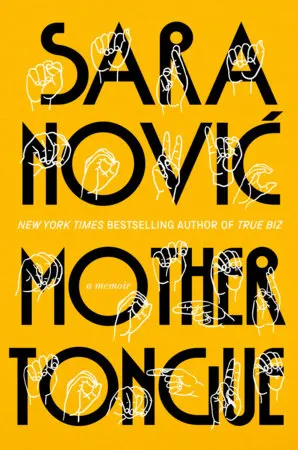 SARA
NOVIĆ
NEW YORK TIMES BESTSELLING AUTHOR OF TRUE BIZ
MOTHER
a memoir
TONGUE